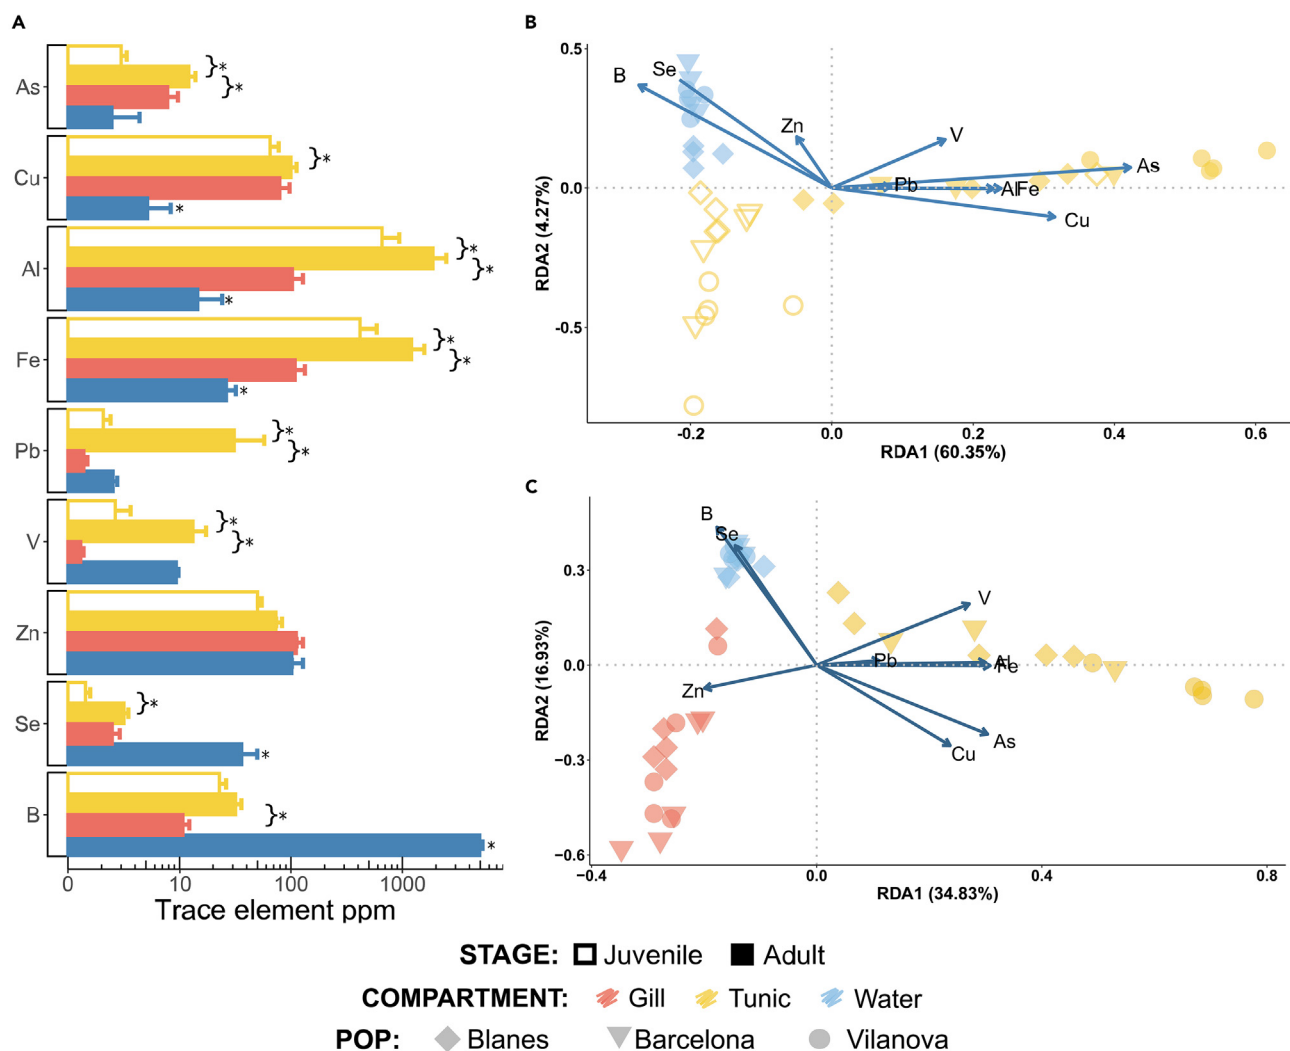 A
As
}*
}*
Cu
}*
*
Al
}*
}*
*
Fe
}*
}*
*
Pb
}*
}*
V
}*
}*
Zn
Se
}*
*
B
}*
*
0 10 100 1000
Trace element ppm
B
0.5
0.0
-0.5
RDA2 (4.27%)
B
Se
Zn
V
As
Pb
Al
Fe
Cu
-0.2 0.0 0.2 0.4 0.6
RDA1 (60.35%)
C
0.3
0.0
−0.3
−0.6
RDA2 (16.93%)
B
Se
V
Pb
Al
Fe
Zn
As
Cu
−0.4 0.0 0.4 0.8
RDA1 (34.83%)
STAGE: Juvenile Adult
COMPARTMENT: Gill Tunic Water
POP: Blanes Barcelona Vilanova